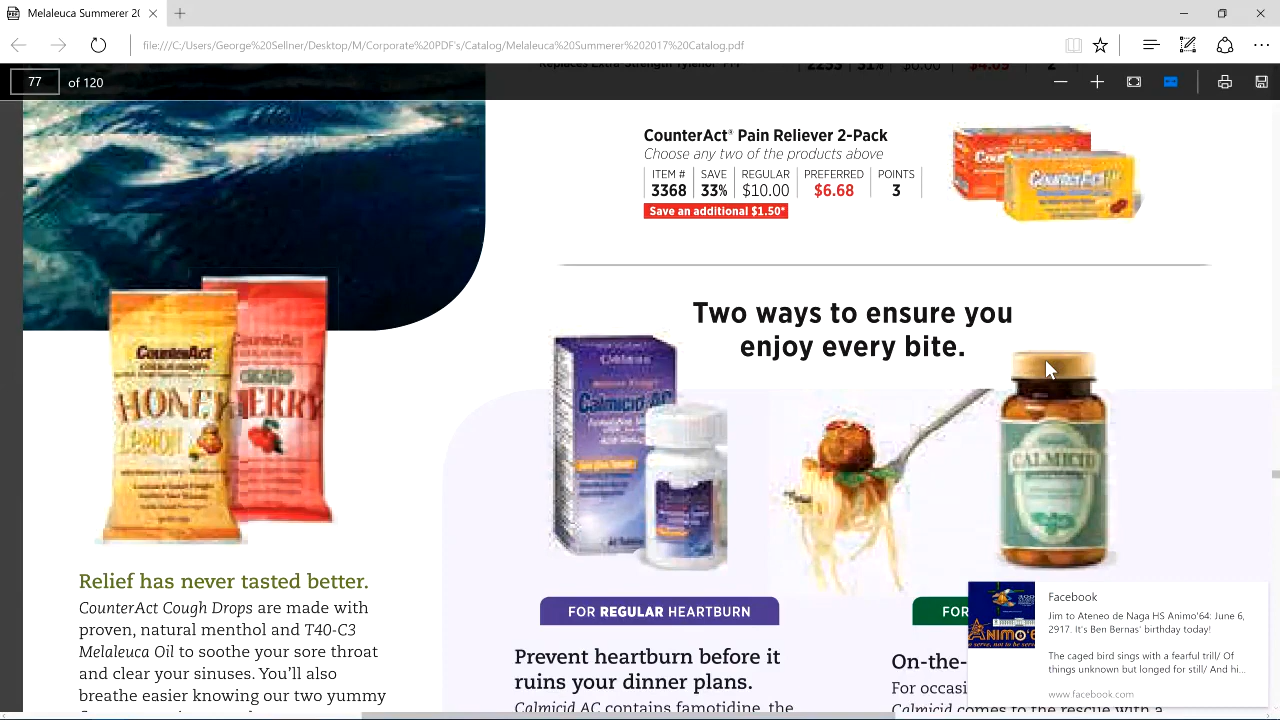 Melaleuca Summerer 20
file:///C:/Users/George%20Sellner/Desktop/M/Corporate%20PDF's/Catalog/Melaleuca%20Summerer%202017%20Catalog.pdf
77 of 120
CounterAct® Pain Reliever 2-Pack
Choose any two of the products above
ITEM # SAVE REGULAR PREFERRED POINTS
3368 33% $10.00 $6.68 3
Save an additional $1.50*
Two ways to ensure you
enjoy every bite.
CounterAct
HONEY
LEMON
CounterAct
Calmicid AC
CALMICID
Relief has never tasted better.
CounterAct Cough Drops are made with
proven, natural menthol and T40-C3
Melaleuca Oil to soothe your sore throat
and clear your sinuses. You'll also
breathe easier knowing our two yummy
FOR REGULAR HEARTBURN
Prevent heartburn before it
ruins your dinner plans.
Calmicid AC contains famotidine, the
FOR
On-the-
For occasi
Calmicid comes to the rescue with a
Facebook
Jim to Ateneo de Naga HS Animo'64: June 6,
2917. It's Ben Bernas' birthday today!
The caged bird sings with a fearful trill/ Of
things unknown but longed for still/ And hi...
www.facebook.com